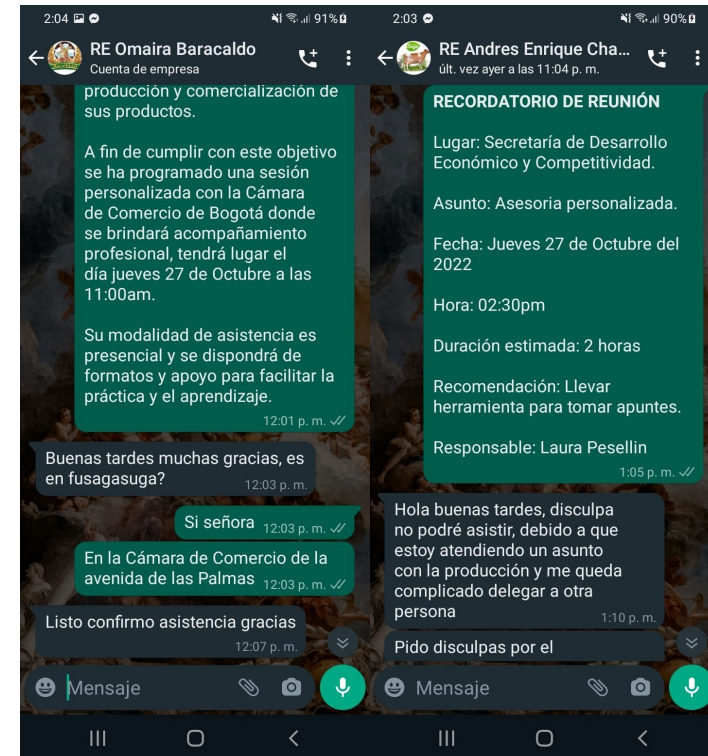 2:04
91%
RE Omaira Baracaldo
Cuenta de empresa
producción y comercialización de
sus productos.
A fin de cumplir con este objetivo
se ha programado una sesión
personalizada con la Cámara
de Comercio de Bogotá donde
se brindará acompañamiento
profesional, tendrá lugar el
día jueves 27 de Octubre a las
11:00am.
Su modalidad de asistencia es
presencial y se dispondrá de
formatos y apoyo para facilitar la
práctica y el aprendizaje.
12:01 p. m.
Buenas tardes muchas gracias, es
en fusagasuga?
12:03 p. m.
Si señora
12:03 p. m.
En la Cámara de Comercio de la
avenida de las Palmas
12:03 p. m.
Listo confirmo asistencia gracias
12:07 p. m.
Mensaje
2:03
90%
RE Andres Enrique Cha...
últ. vez ayer a las 11:04 p. m.
RECORDATORIO DE REUNIÓN
Lugar: Secretaría de Desarrollo
Económico y Competitividad.
Asunto: Asesoria personalizada.
Fecha: Jueves 27 de Octubre del
2022
Hora: 02:30pm
Duración estimada: 2 horas
Recomendación: Llevar
herramienta para tomar apuntes.
Responsable: Laura Pesellin
1:05 p. m.
Hola buenas tardes, disculpa
no podré asistir, debido a que
estoy atendiendo un asunto
con la producción y me queda
complicado delegar a otra
persona
1:10 p. m.
Pido disculpas por el
Mensaje